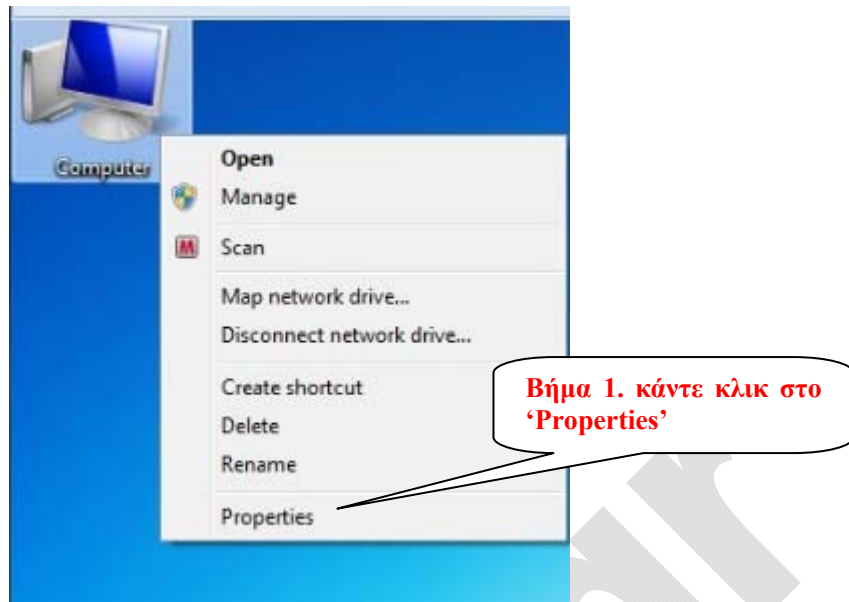 Computer
Open
Manage
Scan
Map network drive...
Disconnect network drive...
Create shortcut
Delete
Rename
Properties
Βήμα 1. κάντε κλικ στο
‘Properties’